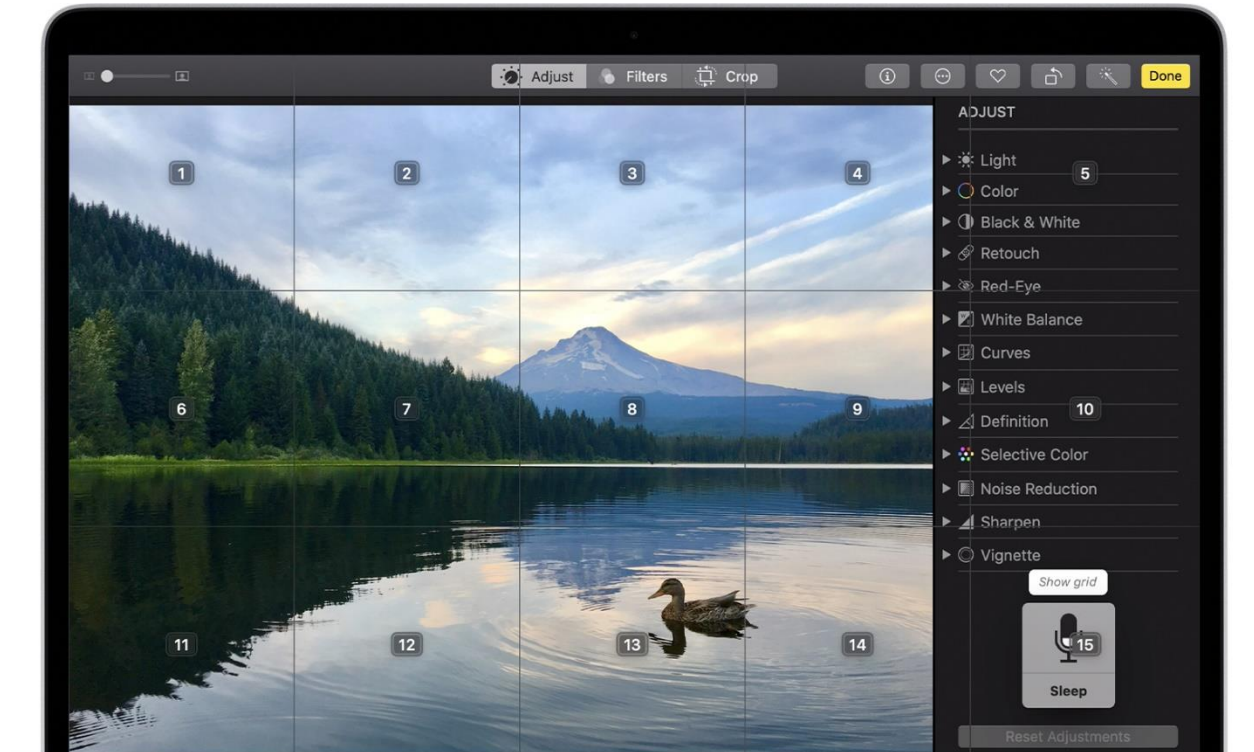 Adjust Filters Crop Done
ADJUST
1 2 3 4 5
Light
Color
Black & White
Retouch
Red-Eye
White Balance
Curves
Levels
6 7 8 9 10
Definition
Selective Color
Noise Reduction
Sharpen
Vignette
Show grid
11 12 13 14 15
Sleep
Reset Adjustments